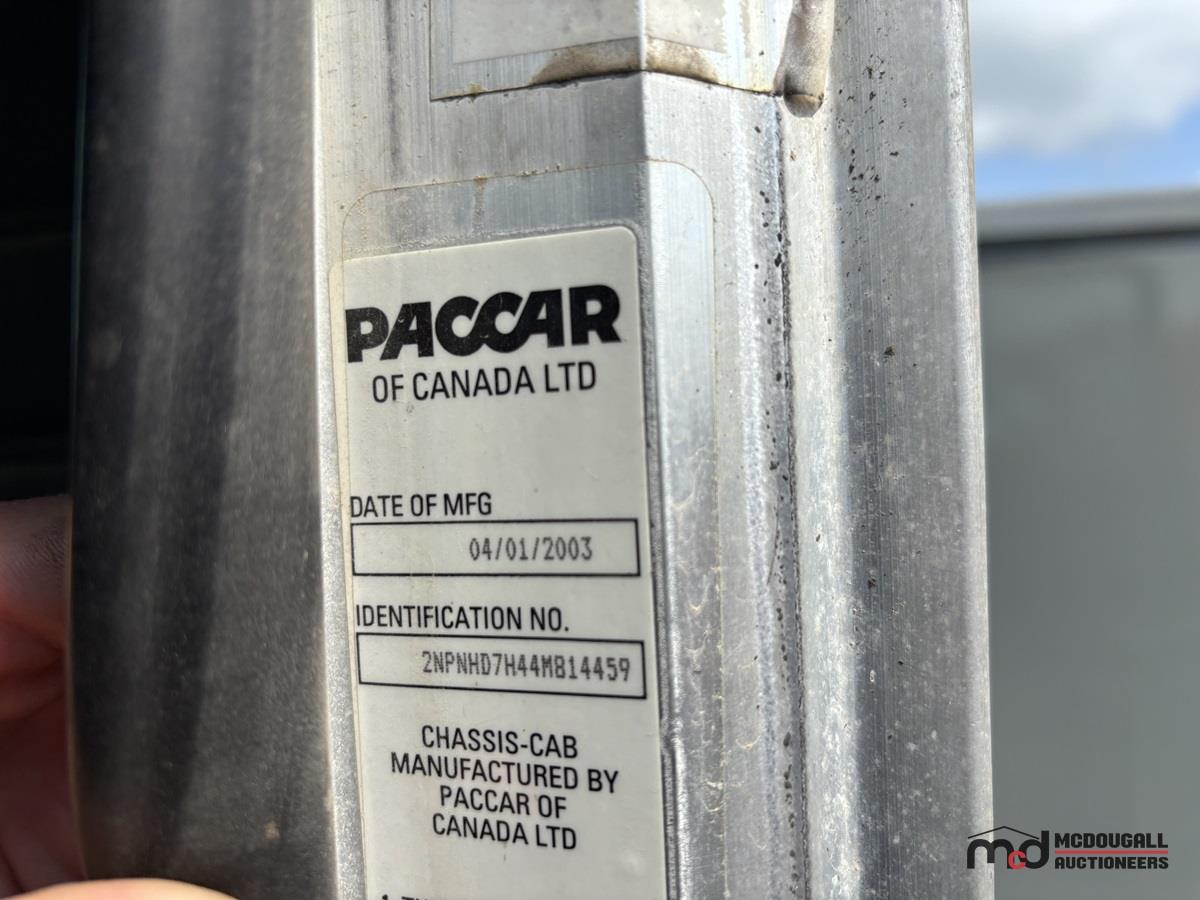 PACCAR
OF CANADA LTD
DATE OF MFG
04/01/2003
IDENTIFICATION NO.
2NPNHD7H44M814459
CHASSIS-CAB
MANUFACTURED BY
PACCAR OF
CANADA LTD
mcd MCDOUGALL
AUCTIONEERS